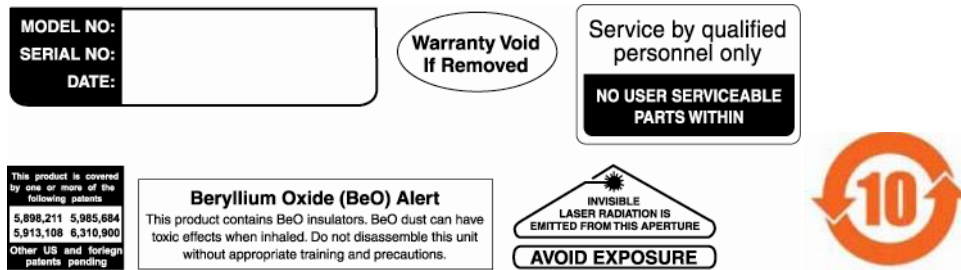 MODEL NO:
SERIAL NO:
DATE:
Warranty Void
If Removed
Service by qualified
personnel only
NO USER SERVICEABLE
PARTS WITHIN
This product is covered
by one or more of the
following patents
5,898,211 5,985,684
5,913,108 6,310,900
Other US and foriegn
patents pending
Beryllium Oxide (BeO) Alert
This product contains BeO insulators. BeO dust can have
toxic effects when inhaled. Do not disassemble this unit
without appropriate training and precautions.
INVISIBLE
LASER RADIATION IS
EMITTED FROM THIS APERTURE
AVOID EXPOSURE
10